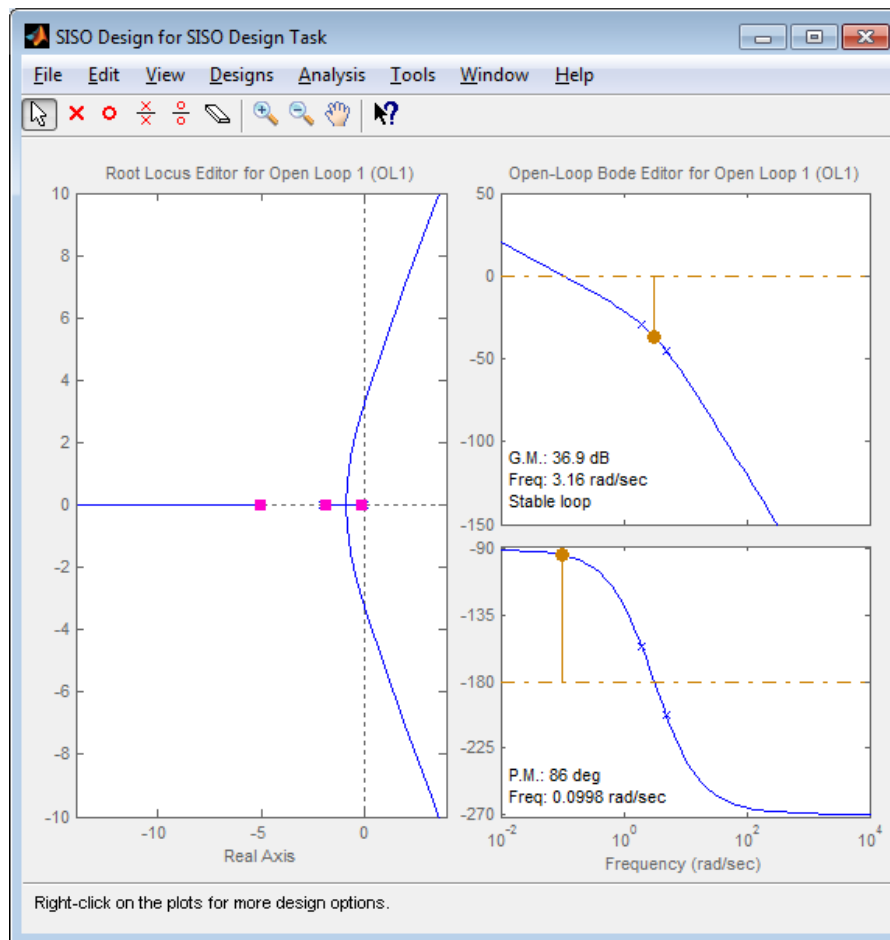 SISO Design for SISO Design Task
File Edit View Designs Analysis Tools Window Help
Root Locus Editor for Open Loop 1 (OL1)
10
8
6
4
2
0
-2
-4
-6
-8
-10
-10 -5 0
Real Axis
Open-Loop Bode Editor for Open Loop 1 (OL1)
50
0
-50
-100
-150
G.M.: 36.9 dB
Freq: 3.16 rad/sec
Stable loop
-90
-135
-180
-225
-270
P.M.: 86 deg
Freq: 0.0998 rad/sec
10^-2 10^0 10^2 10^4
Frequency (rad/sec)
Right-click on the plots for more design options.